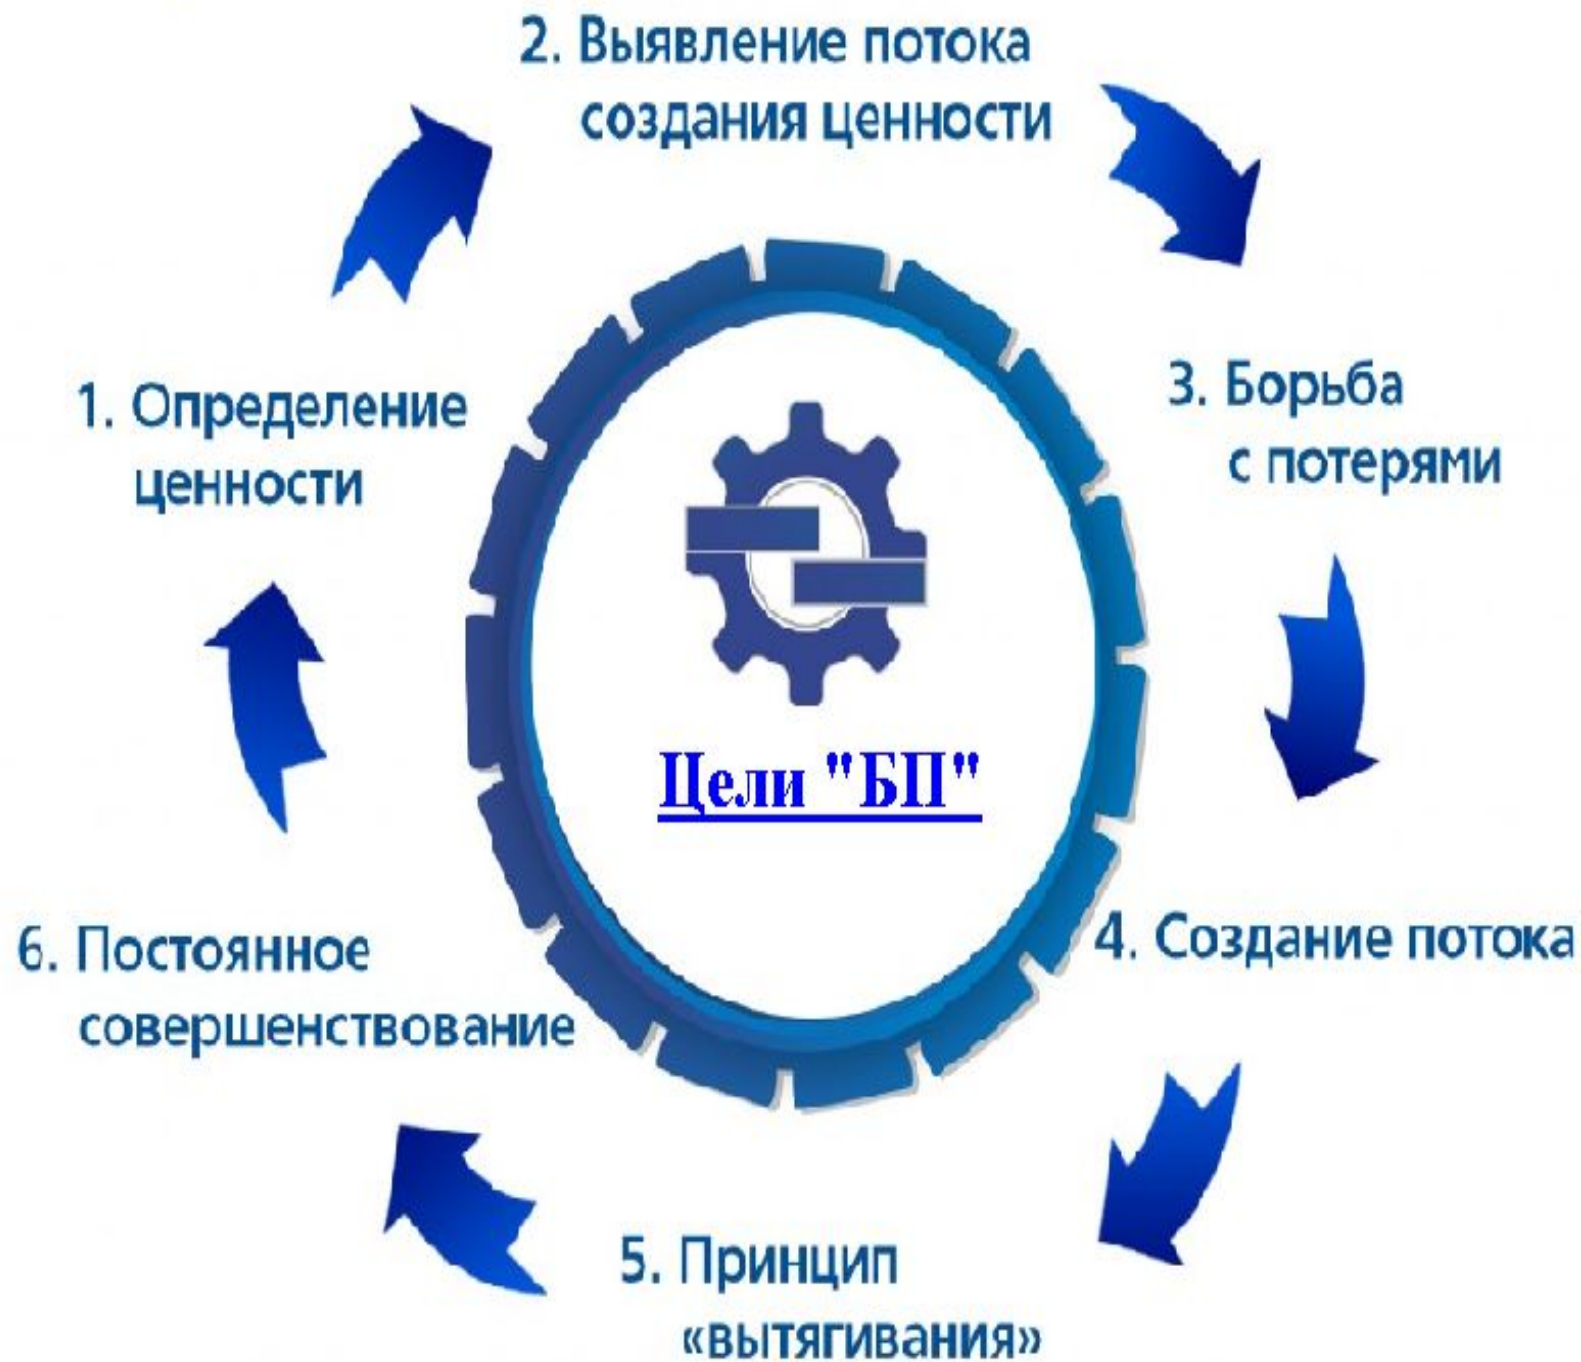 2. Выявление потока
создания ценности
1. Определение
ценности
3. Борьба
с потерями
Цели "БП"
6. Постоянное
совершенствование
4. Создание потока
5. Принцип
«вытягивания»